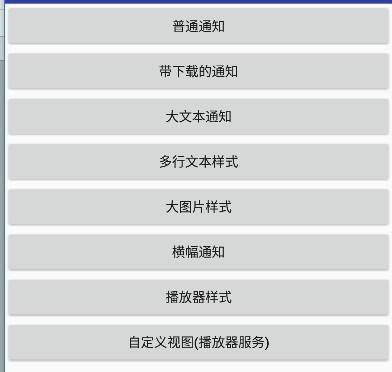 普通通知
带下载的通知
大文本通知
多行文本样式
大图片样式
横幅通知
播放器样式
自定义视图(播放器服务)